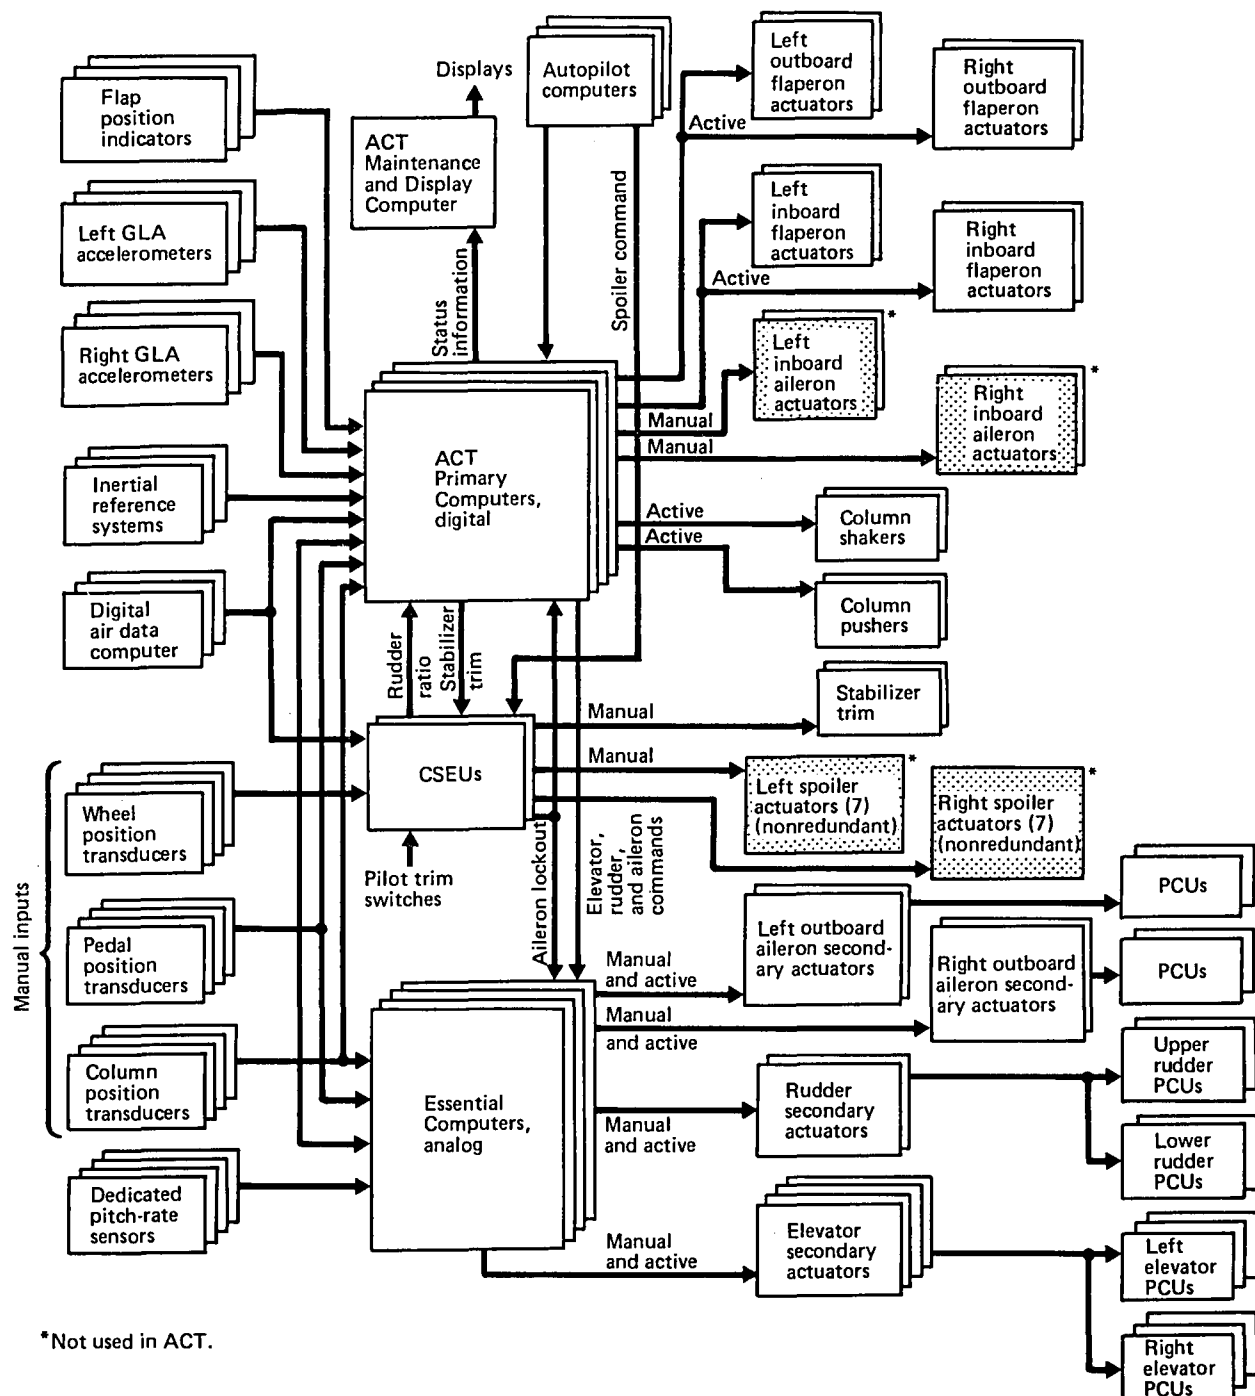 Flap
position
indicators
Left GLA
accelerometers
Right GLA
accelerometers
Inertial
reference
systems
Digital
air data
computer
Manual inputs
Wheel
position
transducers
Pedal
position
transducers
Column
position
transducers
Dedicated
pitch-rate
sensors
Displays
ACT
Maintenance
and Display
Computer
Status
information
Autopilot
computers
Spoiler command
ACT
Primary
Computers,
digital
Rudder
ratio
Stabilizer
trim
CSEUs
Pilot trim
switches
Aileron lockout
Elevator,
rudder,
and aileron
commands
Essential
Computers,
analog
Left
outboard
flaperon
actuators
Active
Right
outboard
flaperon
actuators
Left
inboard
flaperon
actuators
Active
Right
inboard
flaperon
actuators
Left
inboard
aileron
actuators
*
Manual
Manual
Right
inboard
aileron
actuators
*
Active
Active
Column
shakers
Column
pushers
Manual
Stabilizer
trim
Manual
Left spoiler
actuators (7)
(nonredundant)
*
Right spoiler
actuators (7)
(nonredundant)
*
Manual
and active
Left outboard
aileron second-
ary actuators
PCUs
Manual
and active
Right outboard
aileron second-
ary actuators
PCUs
Manual
and active
Rudder
secondary
actuators
Upper
rudder
PCUs
Lower
rudder
PCUs
Manual
and active
Elevator
secondary
actuators
Left
elevator
PCUs
Right
elevator
PCUs
*Not used in ACT.